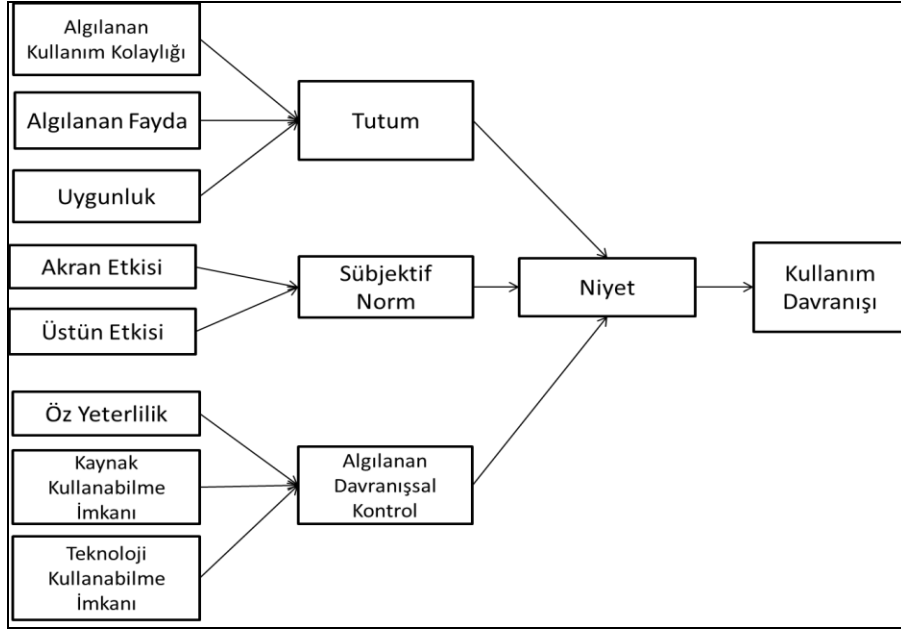 Algılanan
Kullanım Kolaylığı
Algılanan Fayda
Uygunluk
Akran Etkisi
Üstün Etkisi
Öz Yeterlilik
Kaynak
Kullanabilme
İmkanı
Teknoloji
Kullanabilme
İmkanı
Tutum
Sübjektif
Norm
Algılanan
Davranışsal
Kontrol
Niyet
Kullanım
Davranışı